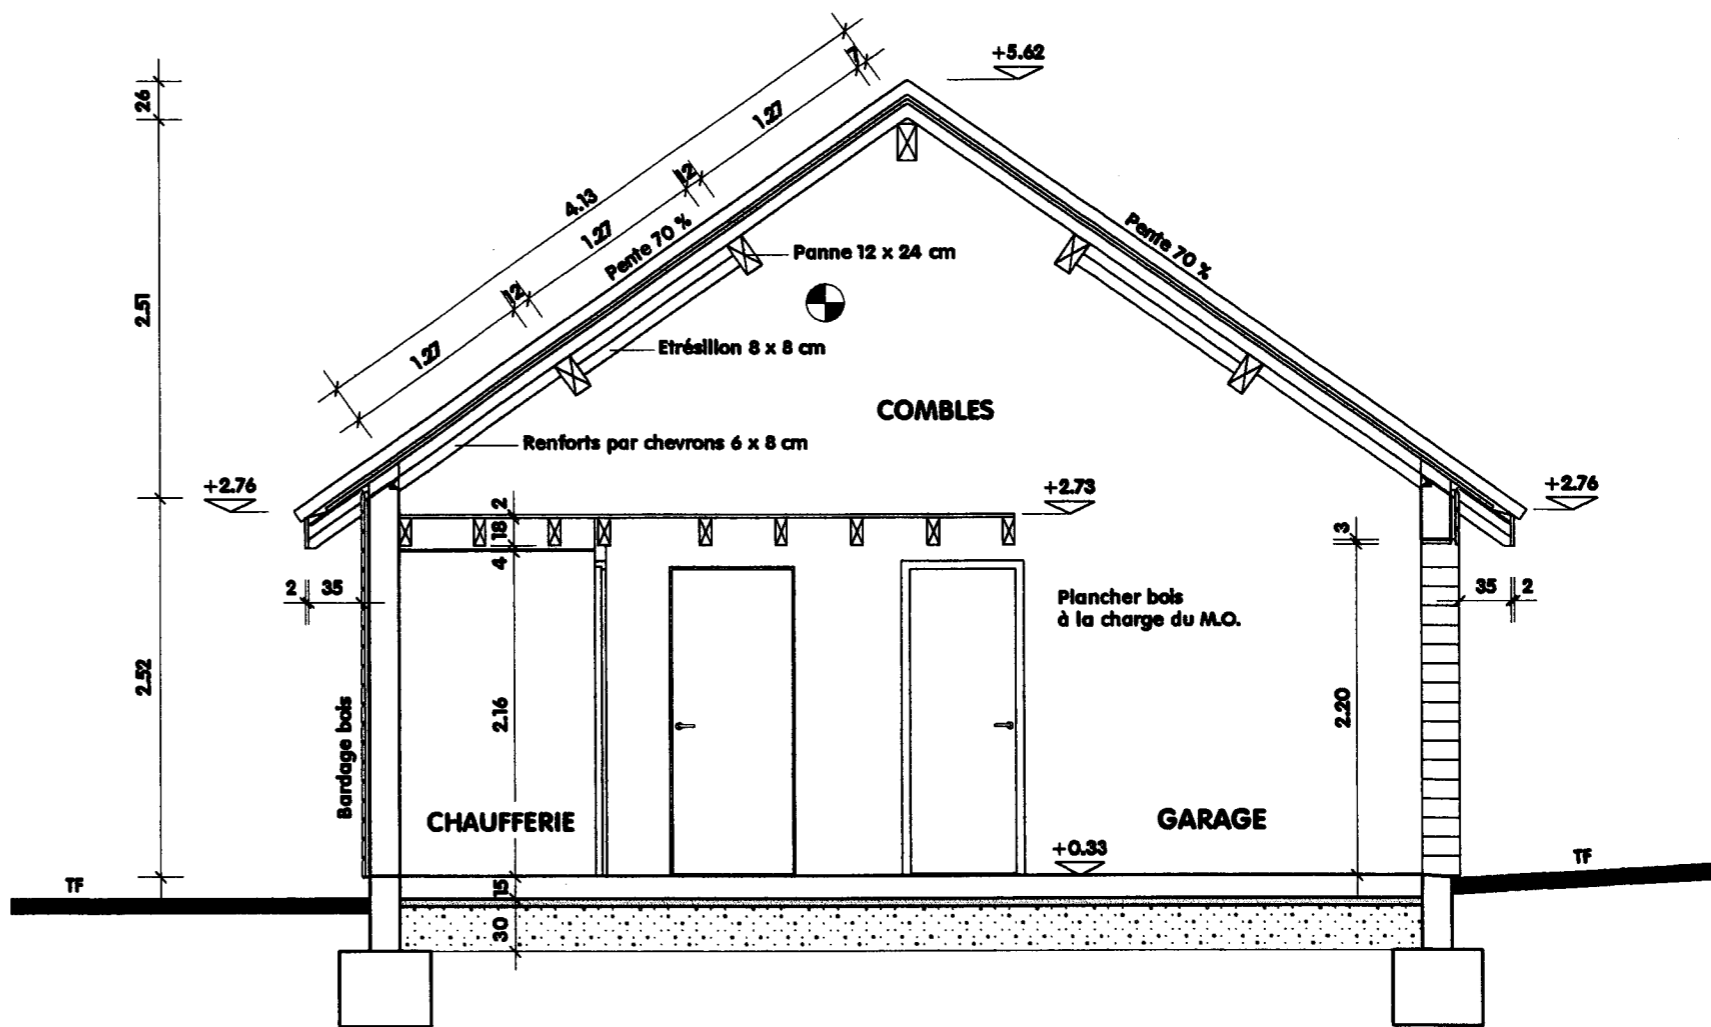 +5.62
26
7
1.27
12
4.13
1.27
Pente 70 %
Pente 70 %
Panne 12 x 24 cm
2.51
12
1.27
Etrésillon 8 x 8 cm
COMBLES
Renforts par chevrons 6 x 8 cm
+2.76
+2.73
+2.76
2
18
4
3
2
35
35
2
Plancher bois
à la charge du M.O.
2.52
Bardage bois
2.16
2.20
CHAUFFERIE
GARAGE
+0.33
TF
TF
15
30